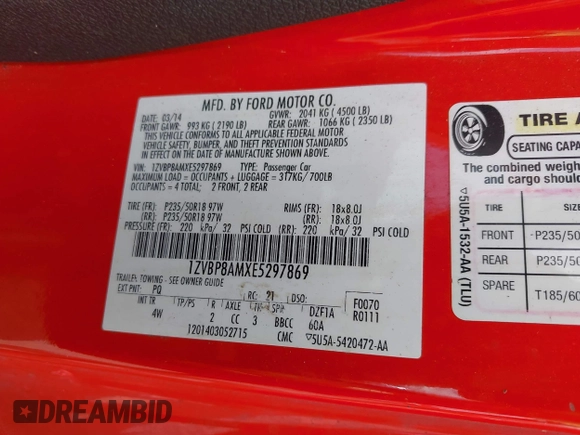 MFD. BY FORD MOTOR CO.
DATE: 03/14 GVWR: 2041 KG ( 4500 LB)
FRONT GAWR: 993 KG ( 2190 LB) REAR GAWR: 1066 KG ( 2350 LB)
THIS VEHICLE CONFORMS TO ALL APPLICABLE FEDERAL MOTOR
VEHICLE SAFETY, BUMPER, AND THEFT PREVENTION STANDARDS
IN EFFECT ON THE DATE OF MANUFACTURE SHOWN ABOVE.
VIN: 1ZVBP8AMXE5297869 TYPE: Passenger Car
MAXIMUM LOAD = OCCUPANTS + LUGGAGE = 317KG/ 700LB
OCCUPANTS = 4 TOTAL; 2 FRONT, 2 REAR
TIRE (FR): P235/50R18 97W RIMS (FR): 18x8.0J
(RR): P235/50R18 97W (RR): 18x8.0J
PRESSURE (FR): 220 kPa/ 32 PSI COLD (RR): 220 kPa/ 32 PSI COLD
1ZVBP8AMXE5297869
TRAILER TOWING - SEE OWNER GUIDE
EXT PNT: PQ RC: 21 DSO: F0070
INT TR TP/PS R AXLE TR SPR DZF1A R0111
4W 2 CC 3 BBCC 60A
1201403052715 CMC ▽5U5A-5420472-AA
TIRE A
SEATING CAPA
The combined weigh
and cargo should
TIRE SIZE
FRONT P235/50
REAR P235/50
SPARE T185/6
▽5U5A-1532-AA (TLU)
DREAMBID